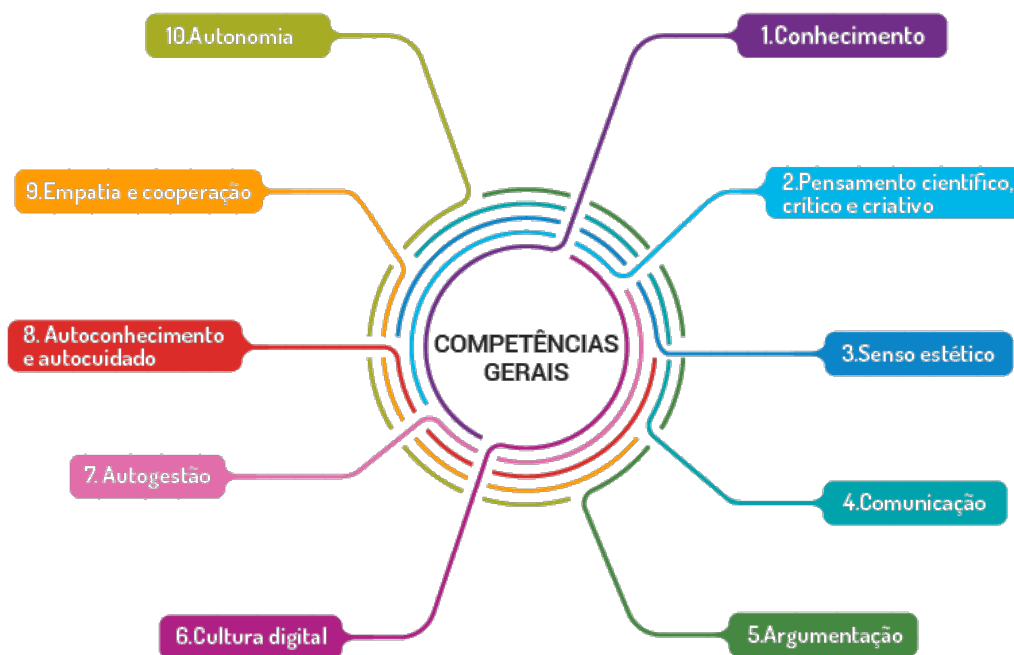 10.Autonomia
1.Conhecimento
9.Empatia e cooperação
2.Pensamento científico,
crítico e criativo
8. Autoconhecimento
e autocuidado
COMPETÊNCIAS
GERAIS
3.Senso estético
7. Autogestão
4.Comunicação
6.Cultura digital
5.Argumentação